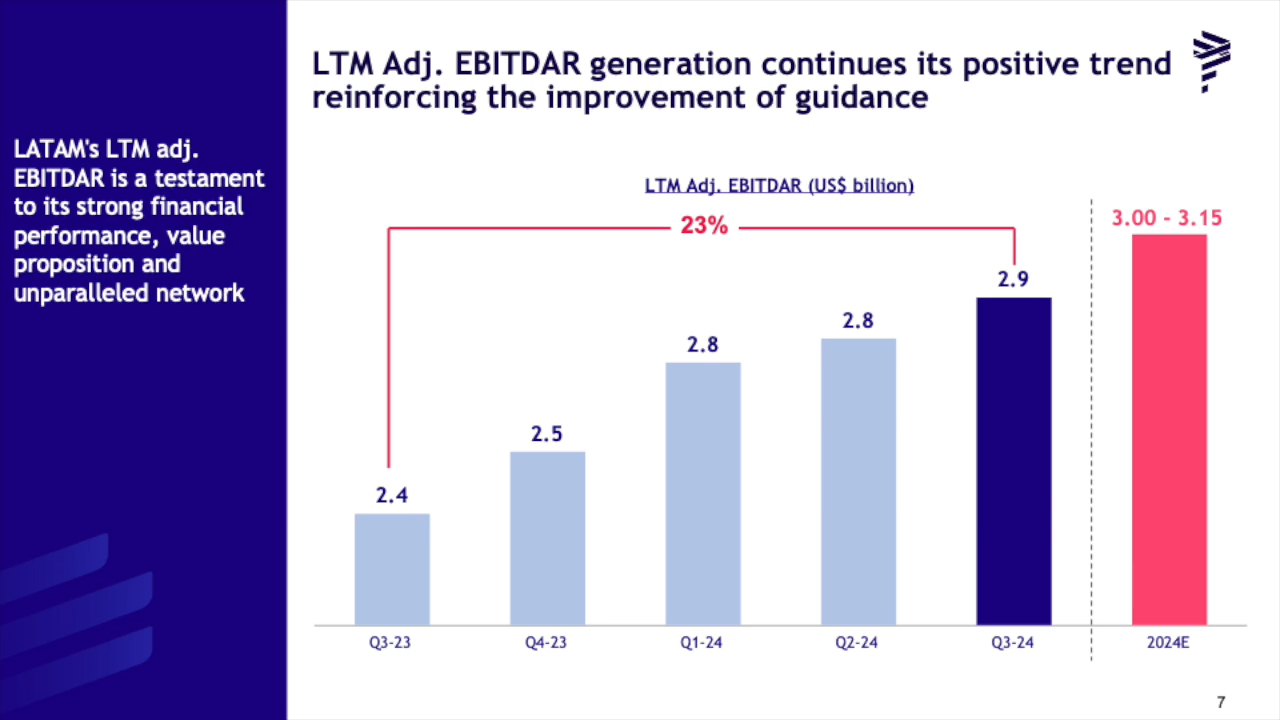 LTM Adj. EBITDAR generation continues its positive trend
reinforcing the improvement of guidance
LATAM's LTM adj.
EBITDAR is a testament
to its strong financial
performance, value
proposition and
unparalleled network
LTM Adj. EBITDAR (US$ billion)
23%
2.4
2.5
2.8
2.8
2.9
3.00 - 3.15
Q3-23
Q4-23
Q1-24
Q2-24
Q3-24
2024E
7